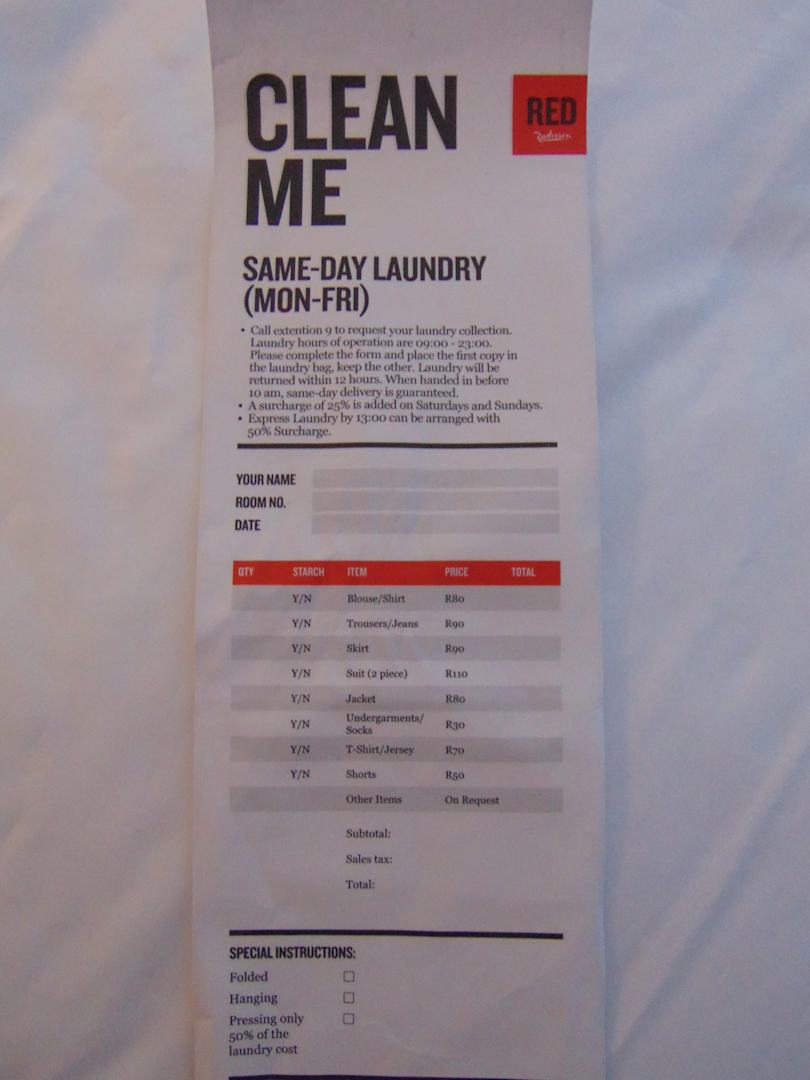 CLEAN
ME
RED
Radisson
SAME-DAY LAUNDRY
(MON-FRI)
• Call extention 9 to request your laundry collection.
Laundry hours of operation are 09:00 - 23:00.
Please complete the form and place the first copy in
the laundry bag, keep the other. Laundry will be
returned within 12 hours. When handed in before
10 am, same-day delivery is guaranteed.
• A surcharge of 25% is added on Saturdays and Sundays.
• Express Laundry by 13:00 can be arranged with
50% Surcharge.
YOUR NAME
ROOM NO.
DATE
QTY STARCH ITEM PRICE TOTAL
Y/N Blouse/Shirt R80
Y/N Trousers/Jeans R90
Y/N Skirt R90
Y/N Suit (2 piece) R110
Y/N Jacket R80
Y/N Undergarments/ R30
Socks
Y/N T-Shirt/Jersey R70
Y/N Shorts R50
Other Items On Request
Subtotal:
Sales tax:
Total:
SPECIAL INSTRUCTIONS:
Folded ☐
Hanging ☐
Pressing only ☐
50% of the
laundry cost